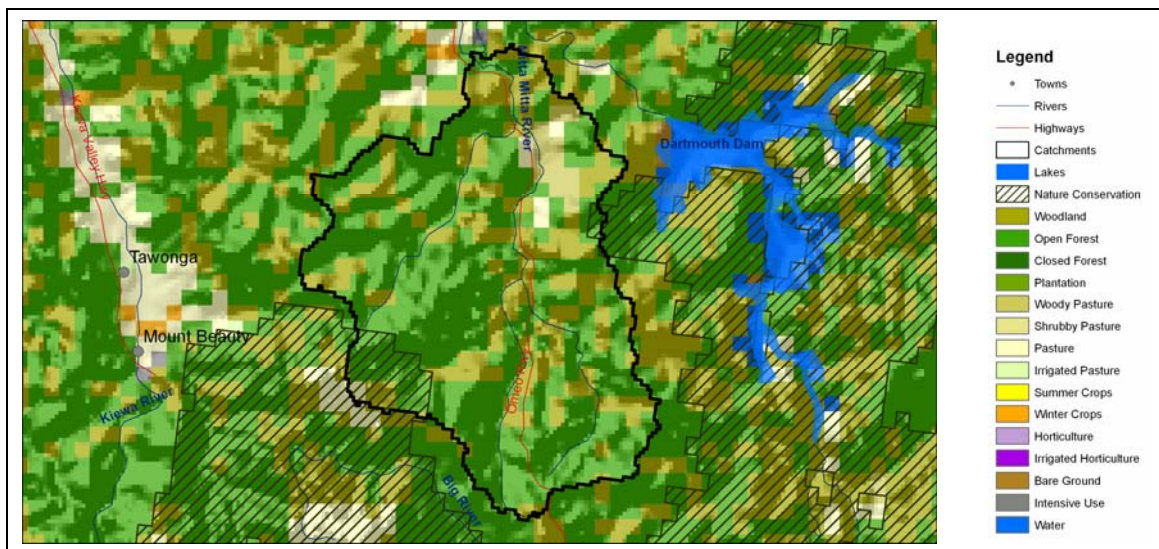 Mitta Mitta River
Kiewa Valley Hwy
Dartmouth Dam
Tawonga
Mount Beauty
Omeo Hwy
Kiewa River
Big River
Legend
Towns
Rivers
Highways
Catchments
Lakes
Nature Conservation
Woodland
Open Forest
Closed Forest
Plantation
Woody Pasture
Shrubby Pasture
Pasture
Irrigated Pasture
Summer Crops
Winter Crops
Horticulture
Irrigated Horticulture
Bare Ground
Intensive Use
Water